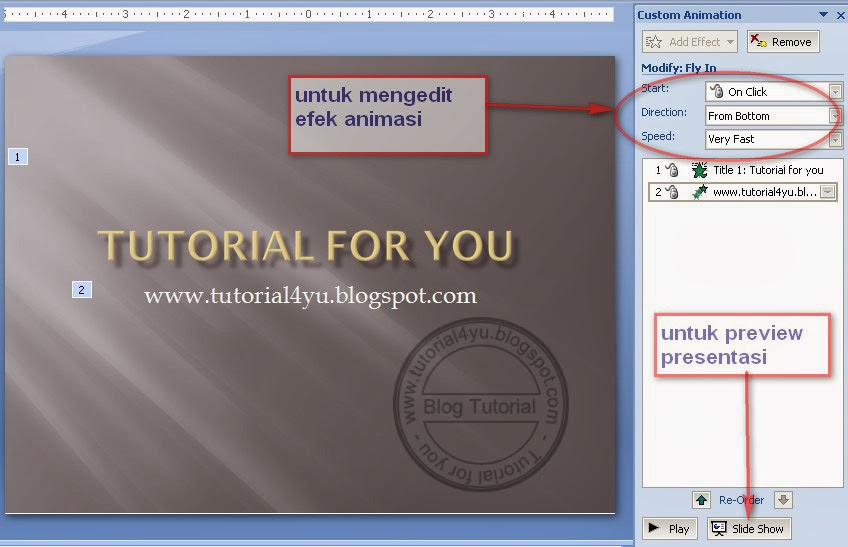 5 · 4 · 3 · 2 · 1 · 0 · 1 · 2 · 3 · 4 · 5
Custom Animation
Add Effect
Remove
Modify: Fly In
Start:
On Click
Direction:
From Bottom
Speed:
Very Fast
1 Title 1: Tutorial for you
2 www.tutorial4yu.bl...
untuk mengedit
efek animasi
1
TUTORIAL FOR YOU
2
www.tutorial4yu.blogspot.com
www.tutorial4yu.blogspot.com
Blog Tutorial
- Tutorial for you -
untuk preview
presentasi
Re-Order
Play
Slide Show